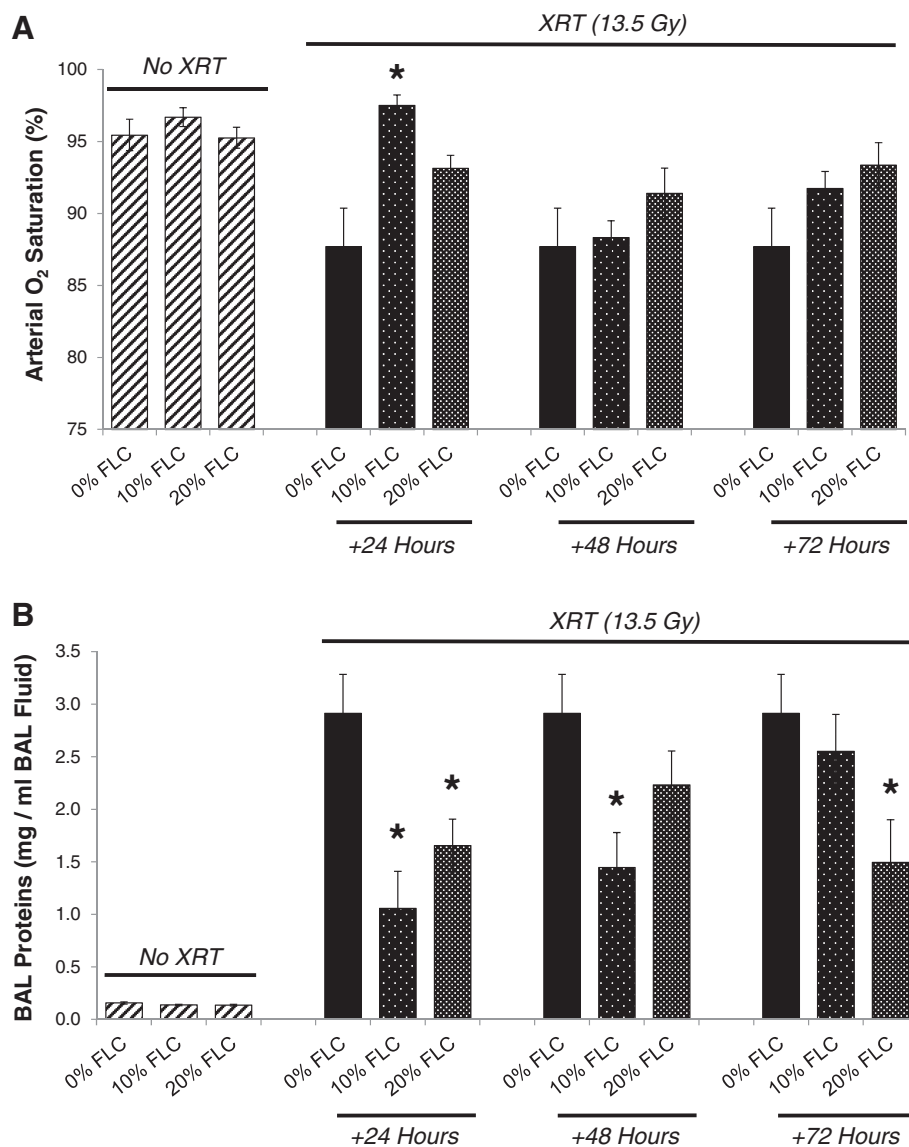 A
XRT (13.5 Gy)
No XRT
*
Arterial O₂ Saturation (%)
100
95
90
85
80
75
0% FLC
10% FLC
20% FLC
0% FLC
10% FLC
20% FLC
0% FLC
10% FLC
20% FLC
0% FLC
10% FLC
20% FLC
+24 Hours
+48 Hours
+72 Hours
B
XRT (13.5 Gy)
BAL Proteins (mg / ml BAL Fluid)
3.5
3.0
2.5
2.0
1.5
1.0
0.5
0.0
No XRT
*
*
*
*
0% FLC
10% FLC
20% FLC
0% FLC
10% FLC
20% FLC
0% FLC
10% FLC
20% FLC
0% FLC
10% FLC
20% FLC
+24 Hours
+48 Hours
+72 Hours